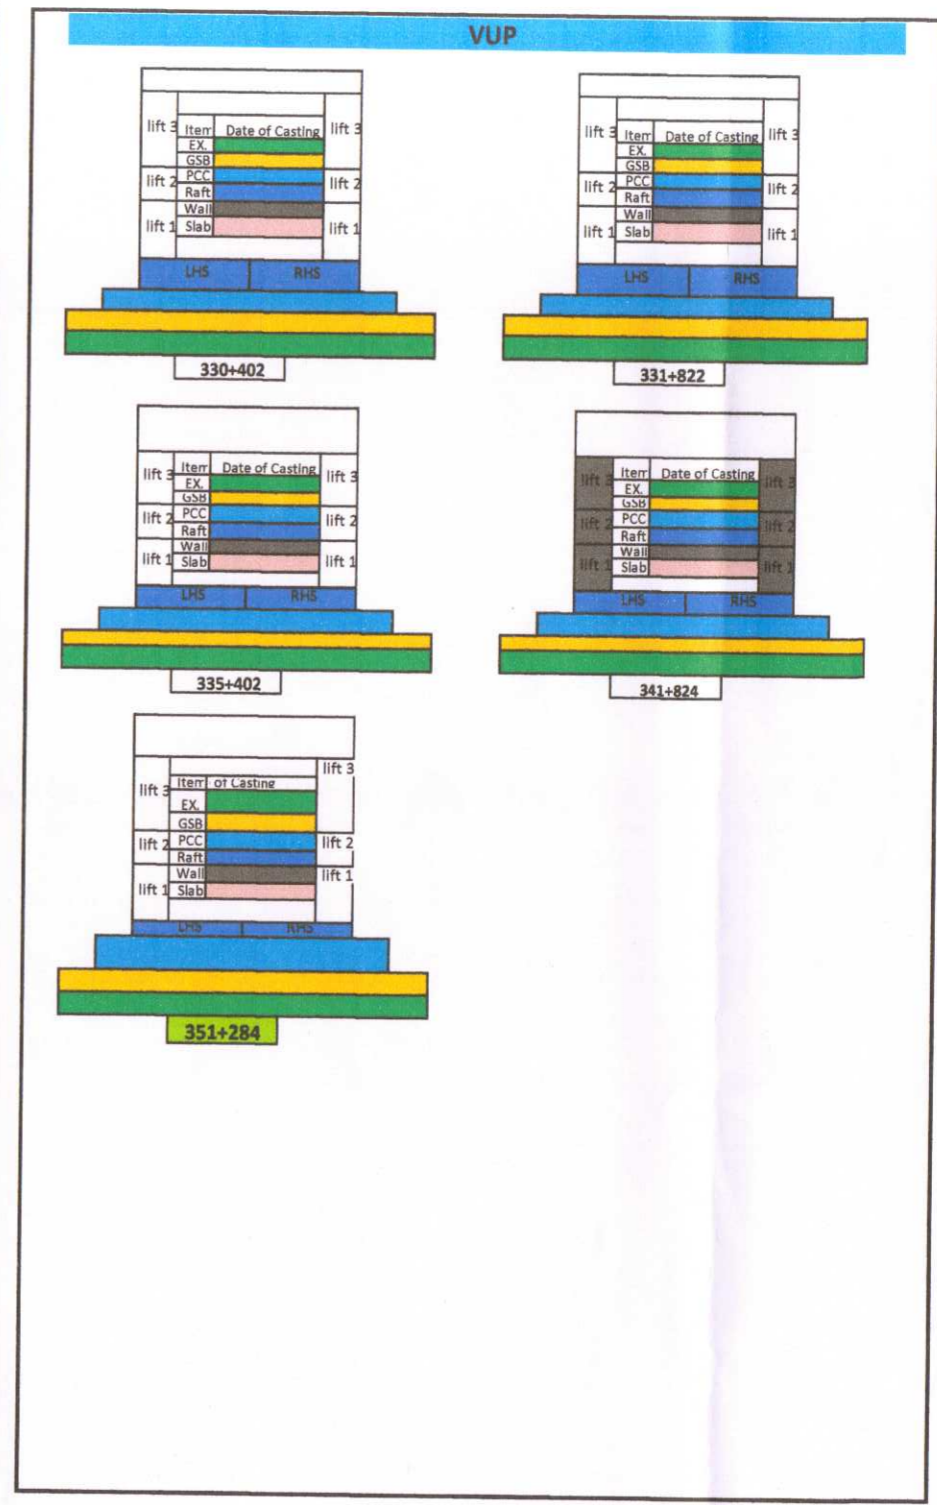 VUP
lift 3 Item Date of Casting lift 3
EX.
GSB
lift 2 PCC lift 2
Raft
Wall
lift 1 Slab lift 1
LHS RHS
330+402
lift 3 Item Date of Casting lift 3
EX.
GSB
lift 2 PCC lift 2
Raft
Wall
lift 1 Slab lift 1
LHS RHS
331+822
lift 3 Item Date of Casting lift 3
EX.
GSB
lift 2 PCC lift 2
Raft
Wall
lift 1 Slab
LHS RHS
335+402
lift 3 Item Date of Casting lift 3
EX.
GSB
lift 2 PCC lift 2
Raft
Wall
lift 1 Slab lift 1
LHS RHS
341+824
lift 3
Item of Casting
lift 3 EX.
GSB
lift 2 PCC lift 2
Raft
Wall lift 1
lift 1 Slab
LHS RHS
351+284